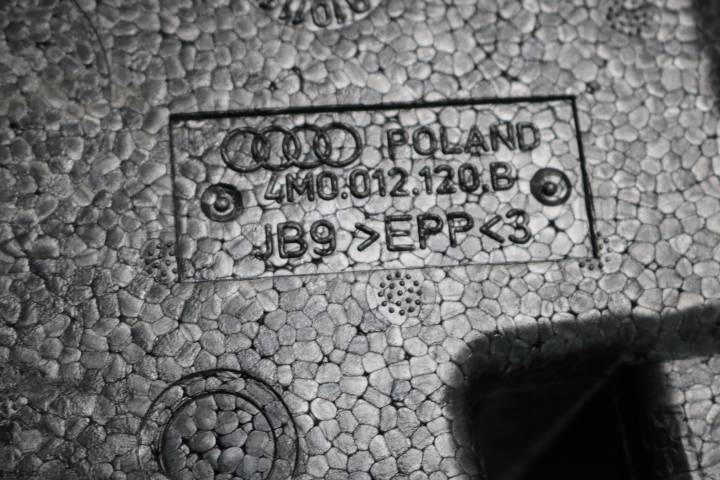 POLAND
4M0.012.120.B
JB9 >EPP<3